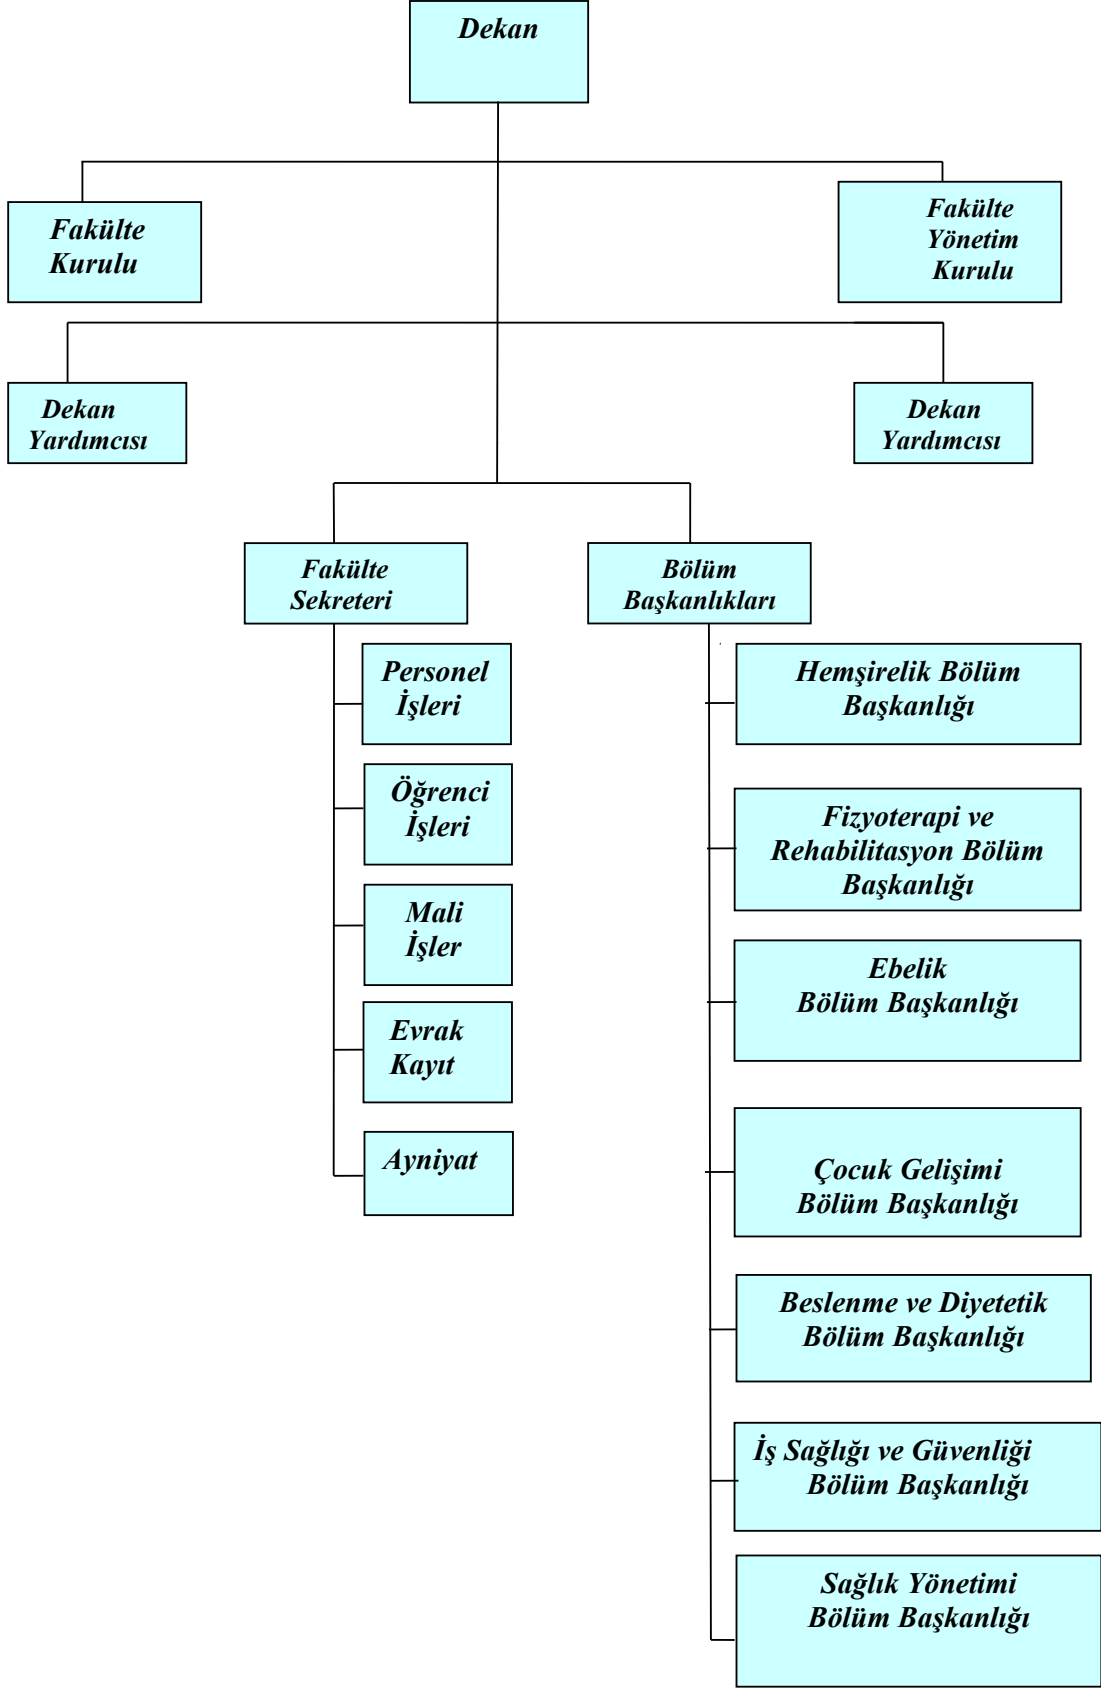 Dekan
Fakülte
Kurulu
Fakülte
Yönetim
Kurulu
Dekan
Yardımcısı
Dekan
Yardımcısı
Fakülte
Sekreteri
Bölüm
Başkanlıkları
Personel
İşleri
Öğrenci
İşleri
Mali
İşler
Evrak
Kayıt
Ayniyat
Hemşirelik Bölüm
Başkanlığı
Fizyoterapi ve
Rehabilitasyon Bölüm
Başkanlığı
Ebelik
Bölüm Başkanlığı
Çocuk Gelişimi
Bölüm Başkanlığı
Beslenme ve Diyetetik
Bölüm Başkanlığı
İş Sağlığı ve Güvenliği
Bölüm Başkanlığı
Sağlık Yönetimi
Bölüm Başkanlığı